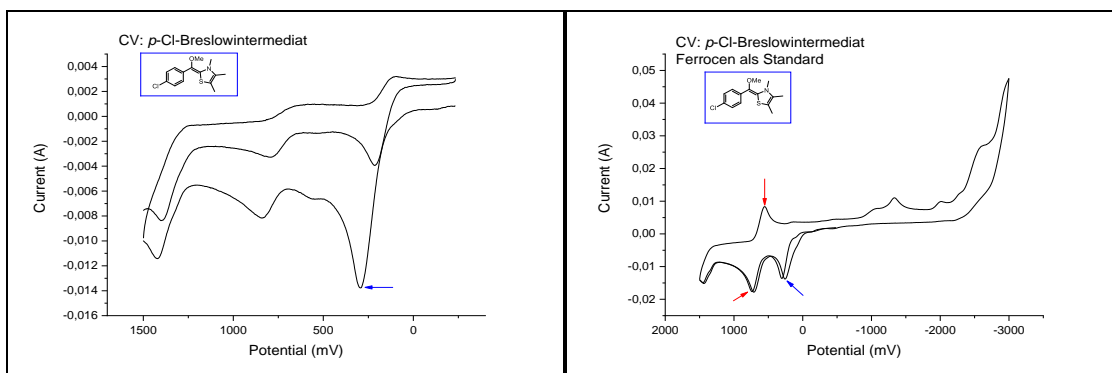 CV: p-Cl-Breslowintermediat
OMe
N
Cl
S
0,004
0,002
0,000
-0,002
-0,004
-0,006
-0,008
-0,010
-0,012
-0,014
-0,016
Current (A)
1500 1000 500 0
Potential (mV)
CV: p-Cl-Breslowintermediat
Ferrocen als Standard
OMe
N
Cl
S
0,05
0,04
0,03
0,02
0,01
0,00
-0,01
-0,02
Current (A)
2000 1000 0 -1000 -2000 -3000
Potential (mV)